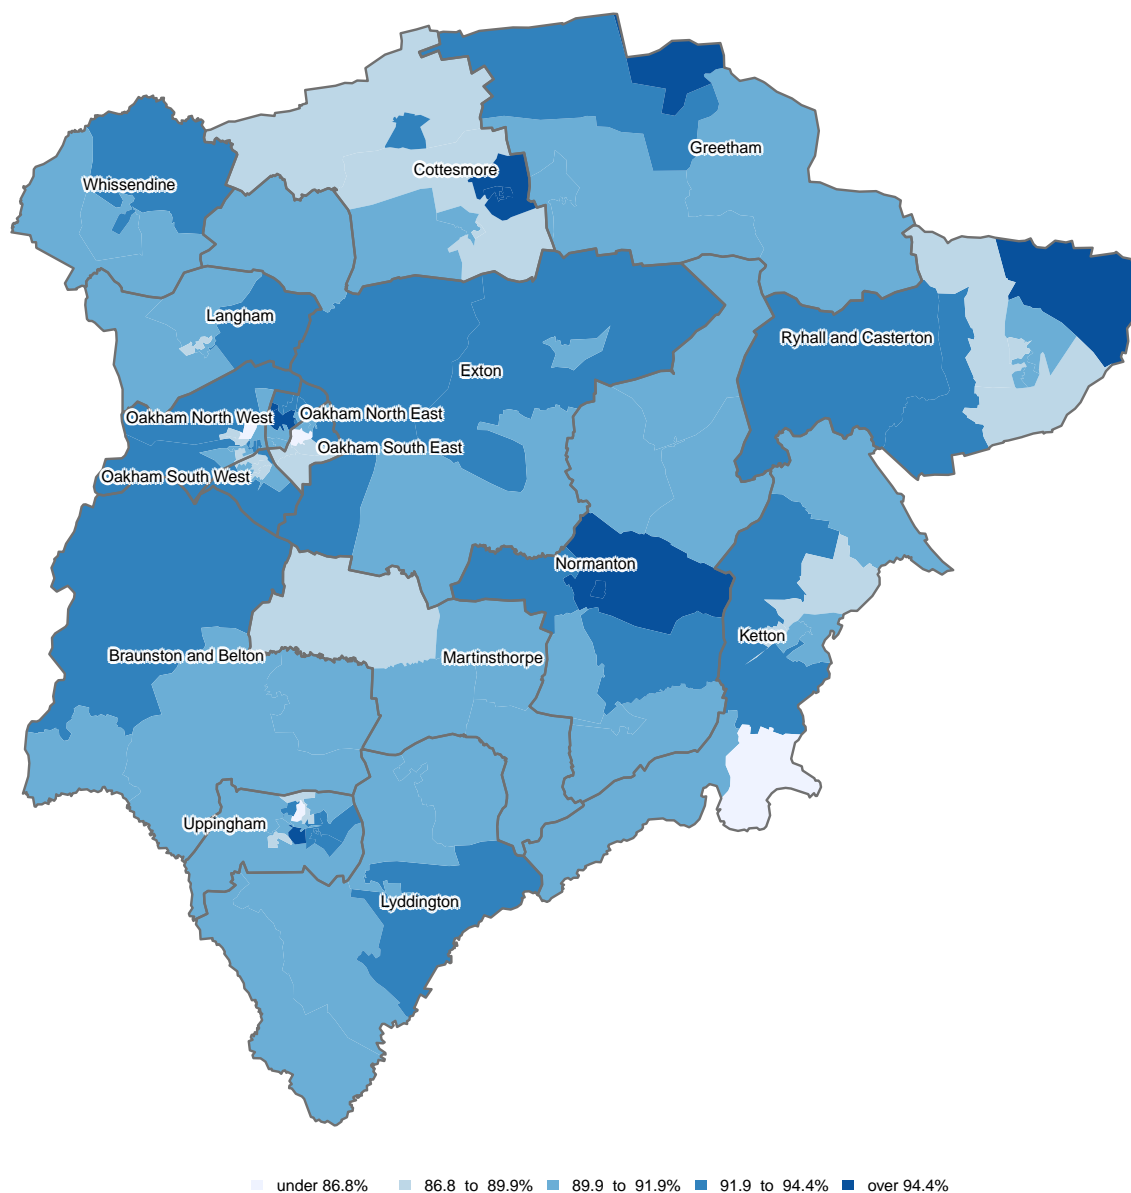 Greetham
Cottesmore
Whissendine
Langham
Ryhall and Casterton
Exton
Oakham North West
Oakham North East
Oakham South East
Oakham South West
Normanton
Ketton
Braunston and Belton
Martinsthorpe
Uppingham
Lyddington
under 86.8% 86.8 to 89.9% 89.9 to 91.9% 91.9 to 94.4% over 94.4%